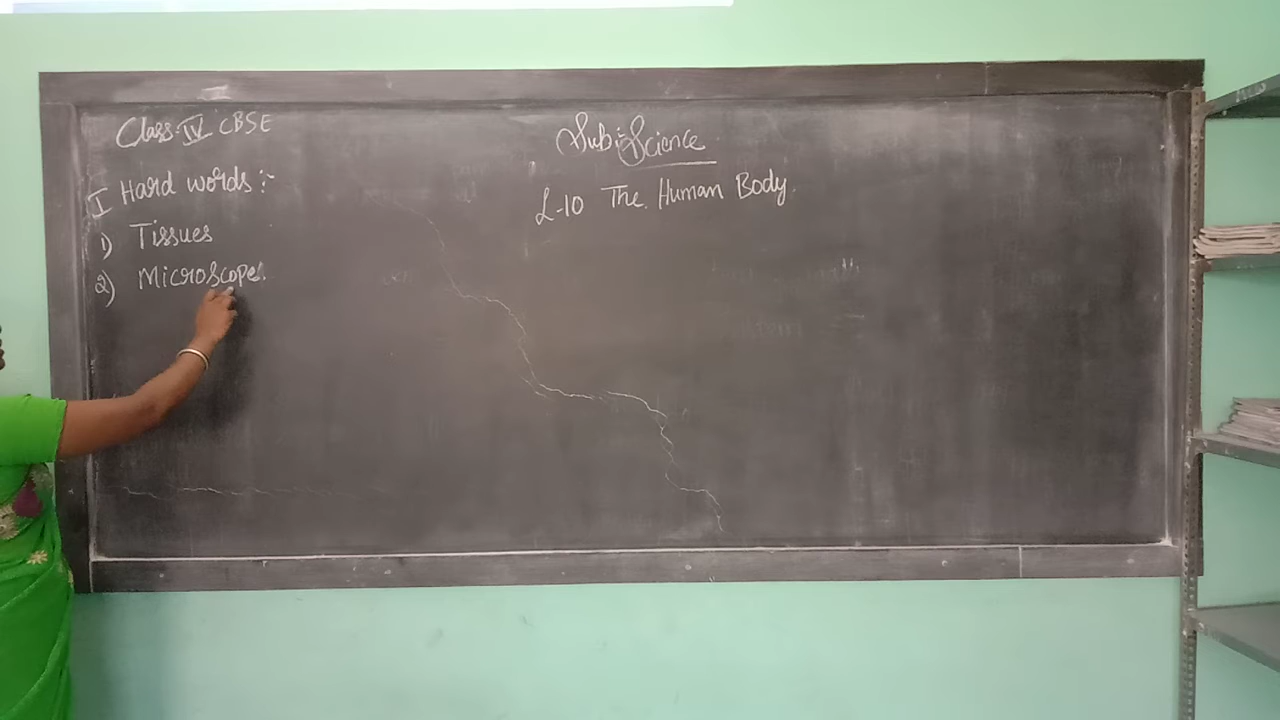 Class:- IV CBSE
Sub:- Science
L-10 The Human Body.
I Hard words :-
1) Tissues
2) Microscope.